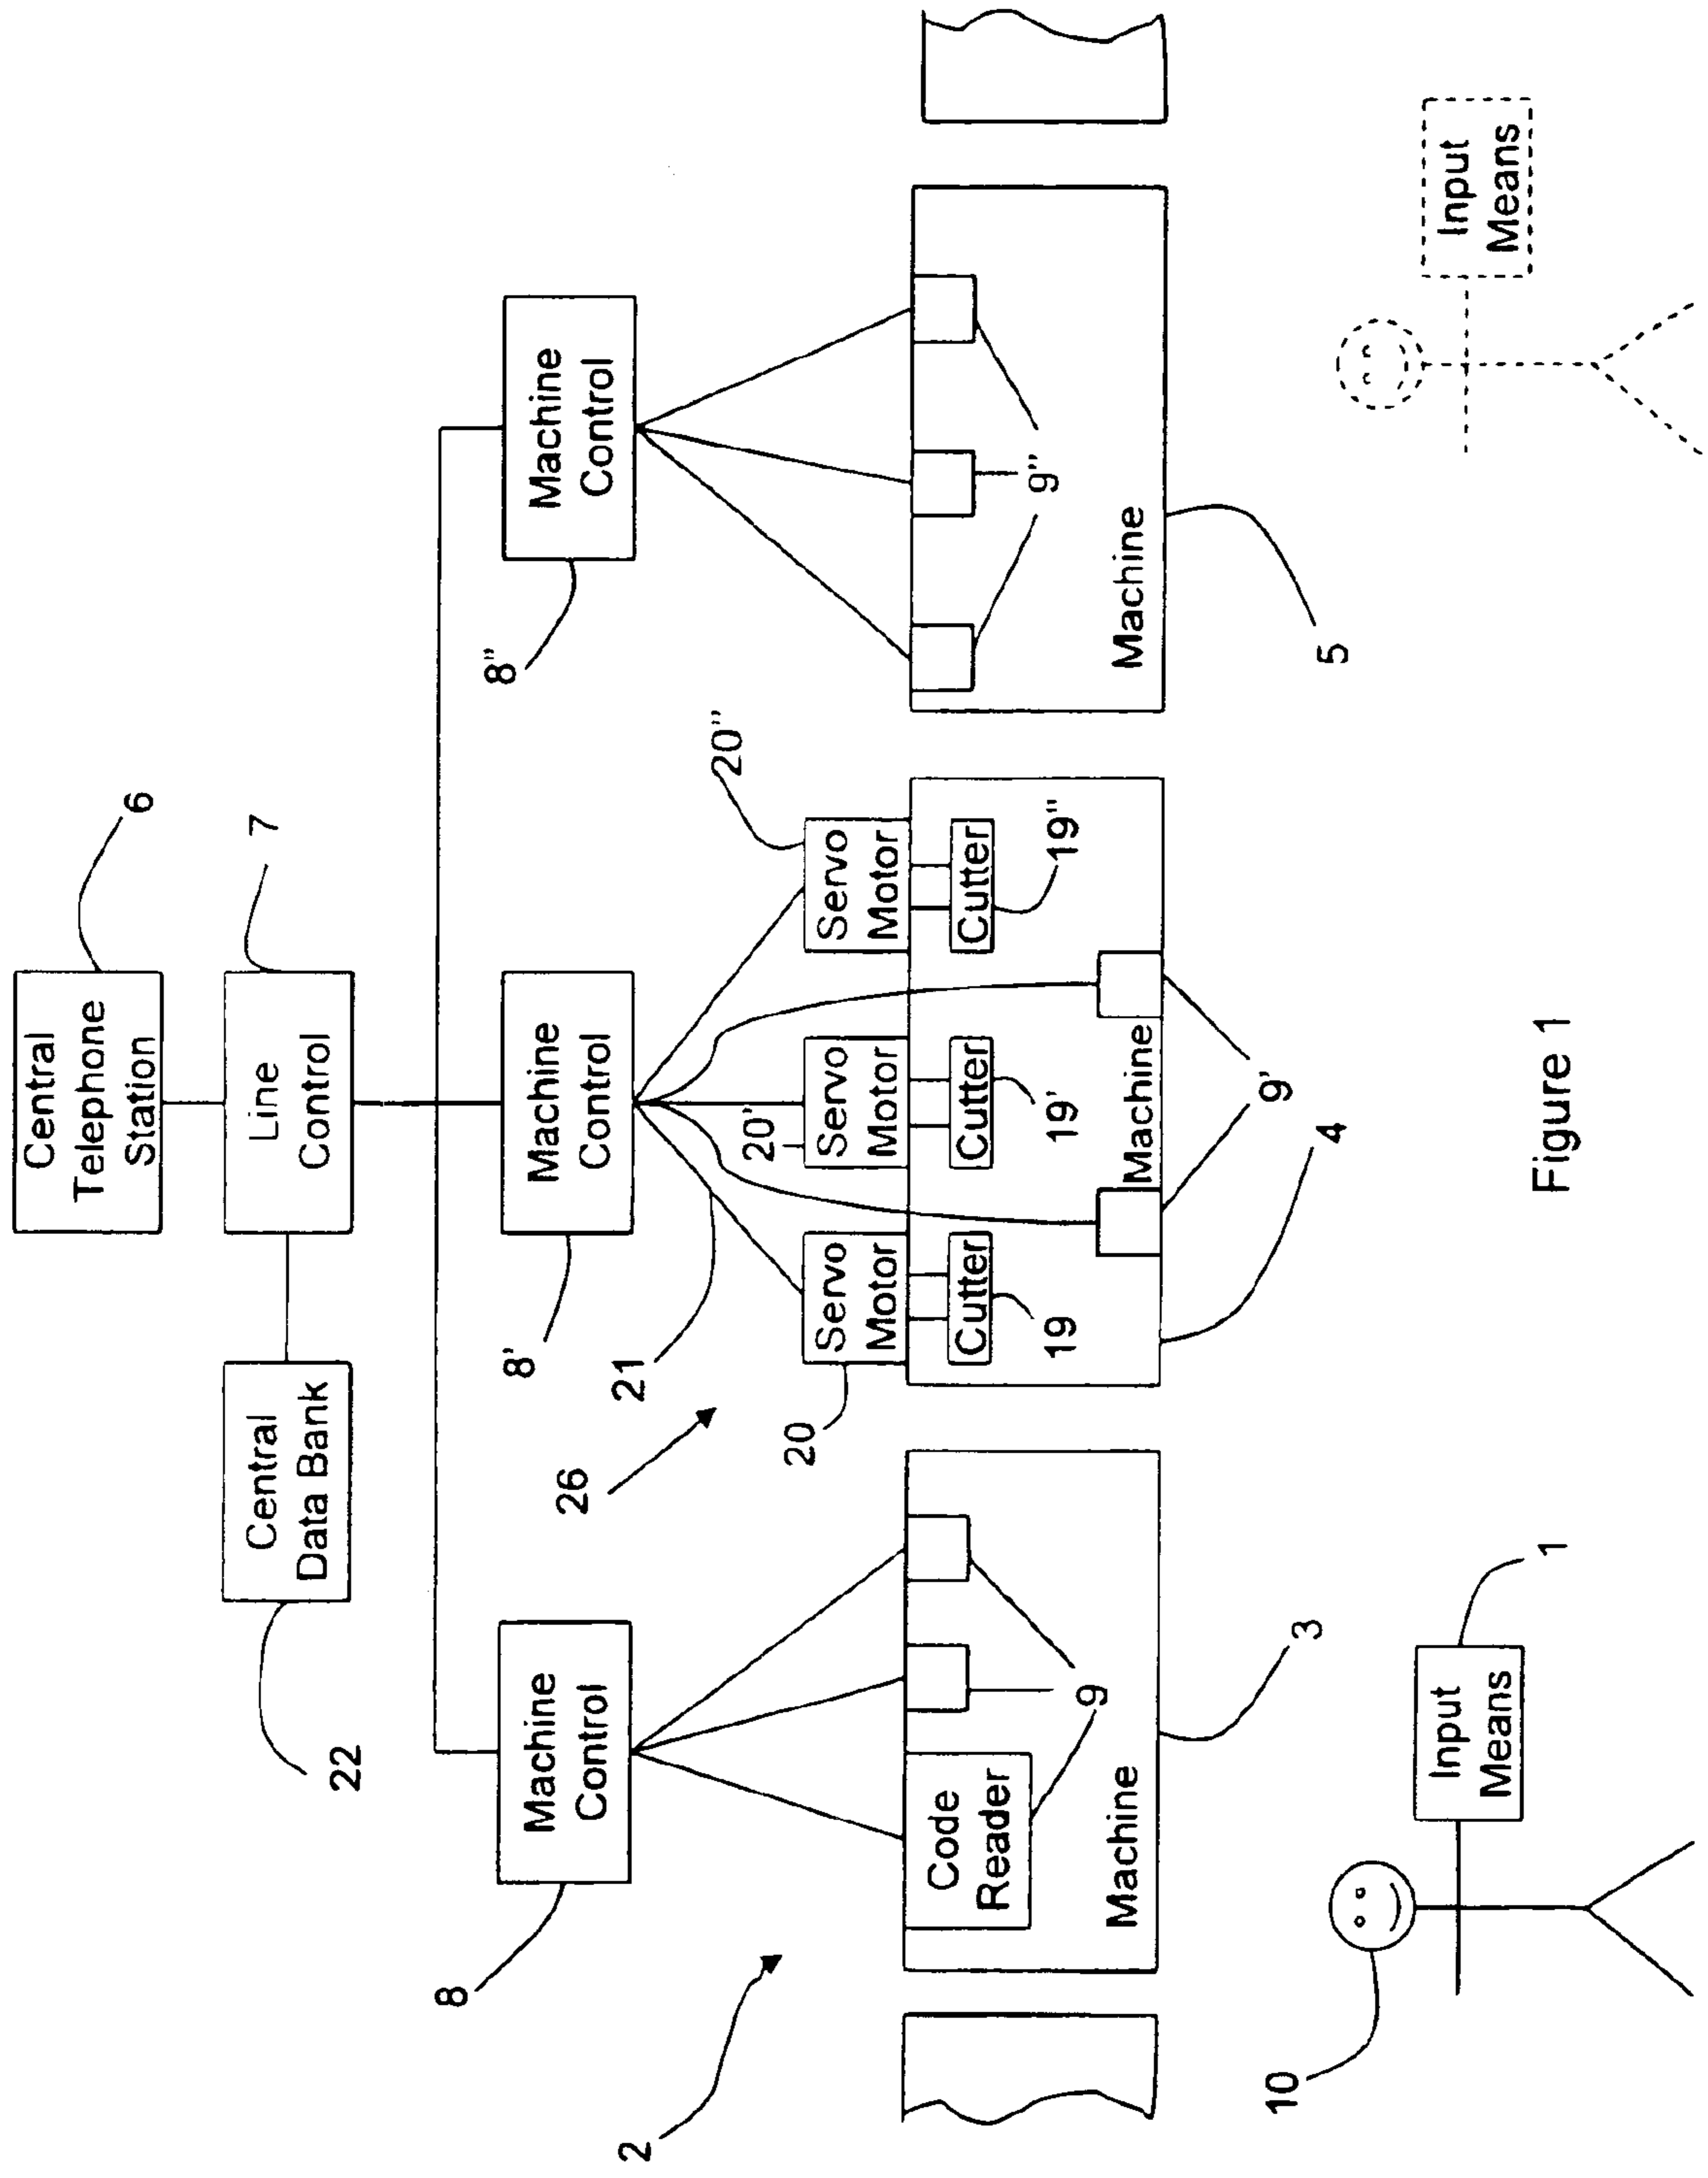 Central
Telephone
Station
6
Line
Control
7
Central
Data Bank
22
Machine
Control
8
Machine
Control
8'
Machine
Control
8"
2
26
21
20
Servo
Motor
20'
Servo
Motor
20"
Servo
Motor
Code
Reader
9
Machine
3
Cutter
19
Cutter
19'
Cutter
19"
Machine
9'
4
9"
Machine
5
10
Input
Means
1
Input
Means
Figure 1